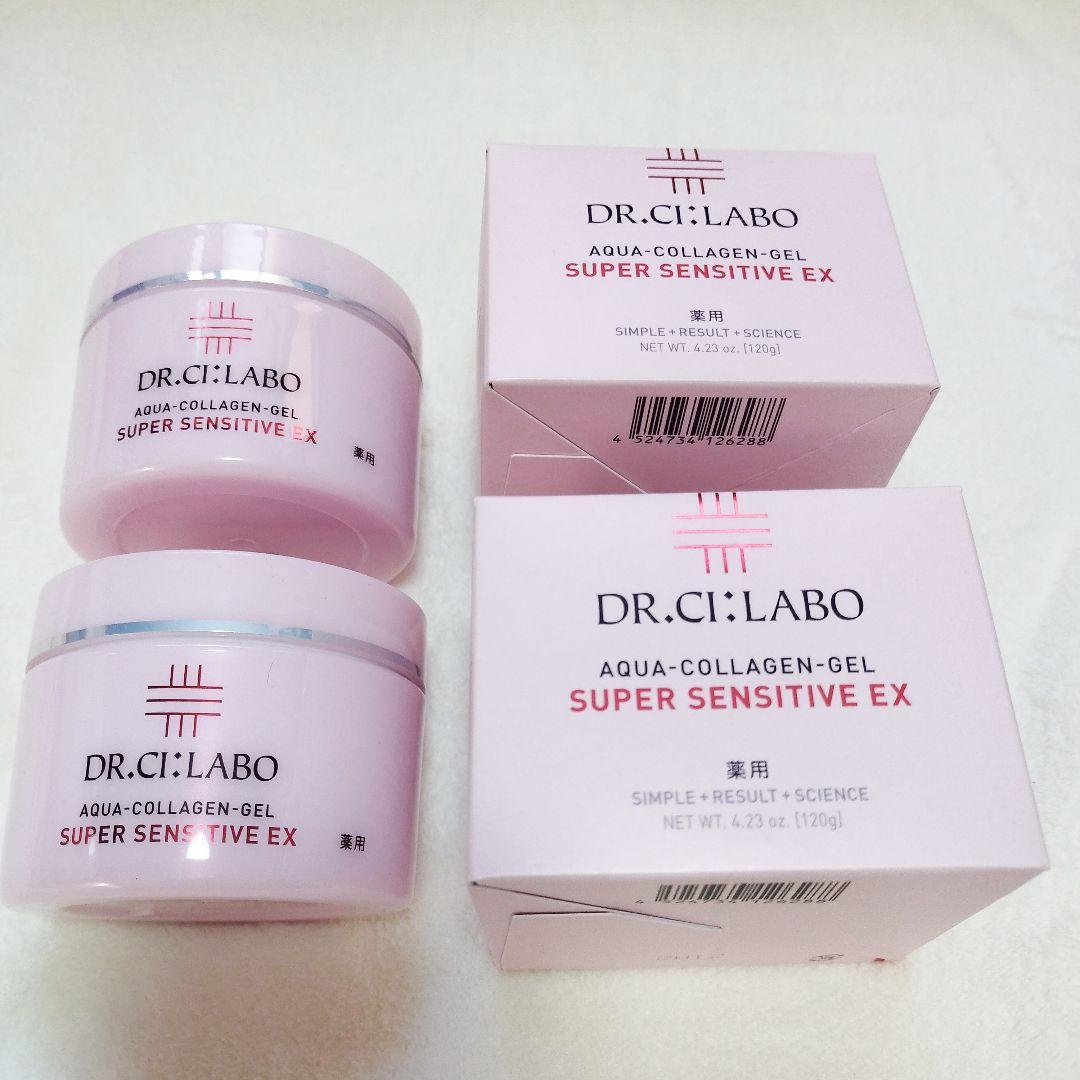 DR.CI:LABO
AQUA-COLLAGEN-GEL
SUPER SENSITIVE EX
薬用
DR.CI:LABO
AQUA-COLLAGEN-GEL
SUPER SENSITIVE EX
薬用
DR.CI:LABO
AQUA-COLLAGEN-GEL
SUPER SENSITIVE EX
薬用
SIMPLE+RESULT+SCIENCE
NET WT. 4.23 oz. [120g]
4 524734 126288
DR.CI:LABO
AQUA-COLLAGEN-GEL
SUPER SENSITIVE EX
薬用
SIMPLE+RESULT+SCIENCE
NET WT. 4.23 oz. [120g]